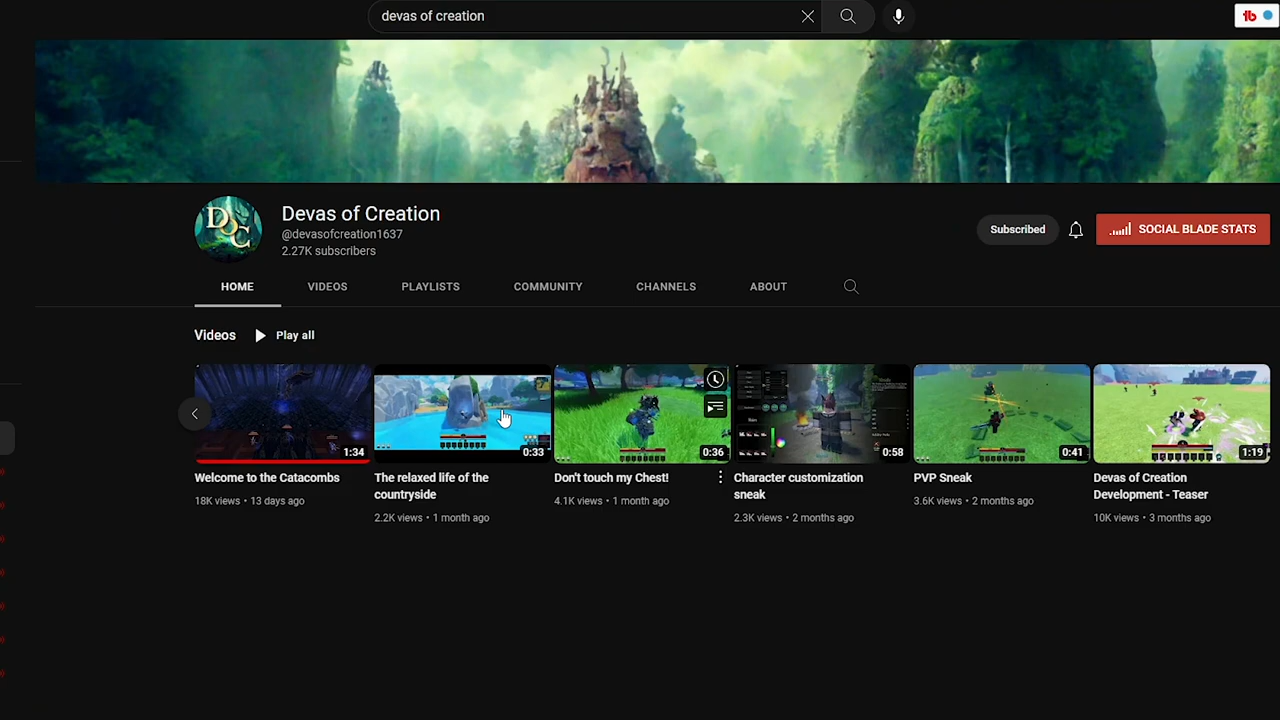 devas of creation
DOC
Devas of Creation
@devasofcreation1637
2.27K subscribers
Subscribed
SOCIAL BLADE STATS
HOME
VIDEOS
PLAYLISTS
COMMUNITY
CHANNELS
ABOUT
Videos
Play all
1:34
0:33
0:36
0:58
0:41
1:19
Welcome to the Catacombs
18K views • 13 days ago
The relaxed life of the
countryside
2.2K views • 1 month ago
Don't touch my Chest!
4.1K views • 1 month ago
Character customization
sneak
2.3K views • 2 months ago
PVP Sneak
3.6K views • 2 months ago
Devas of Creation
Development - Teaser
10K views • 3 months ago